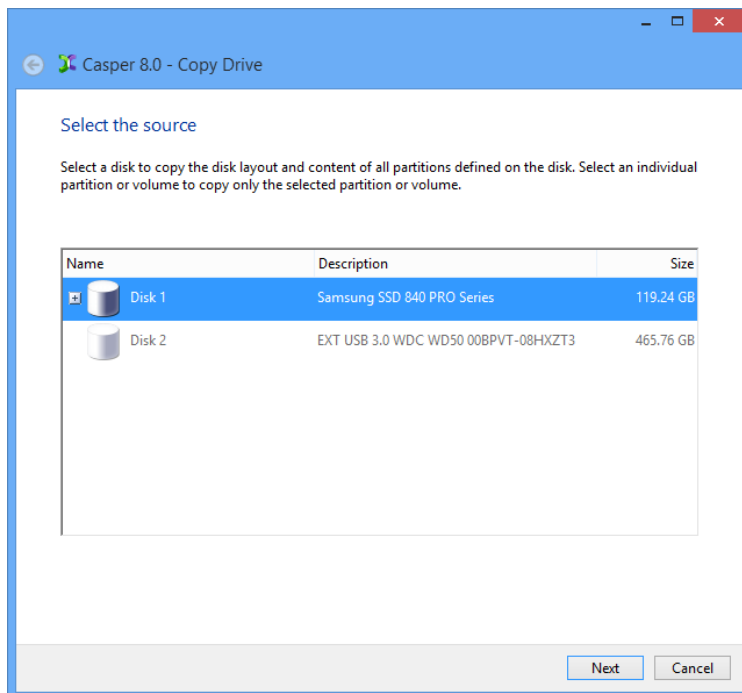 Casper 8.0 - Copy Drive
Select the source
Select a disk to copy the disk layout and content of all partitions defined on the disk. Select an individual
partition or volume to copy only the selected partition or volume.
Name Description Size
Disk 1 Samsung SSD 840 PRO Series 119.24 GB
Disk 2 EXT USB 3.0 WDC WD50 00BPVT-08HXZT3 465.76 GB
Next Cancel